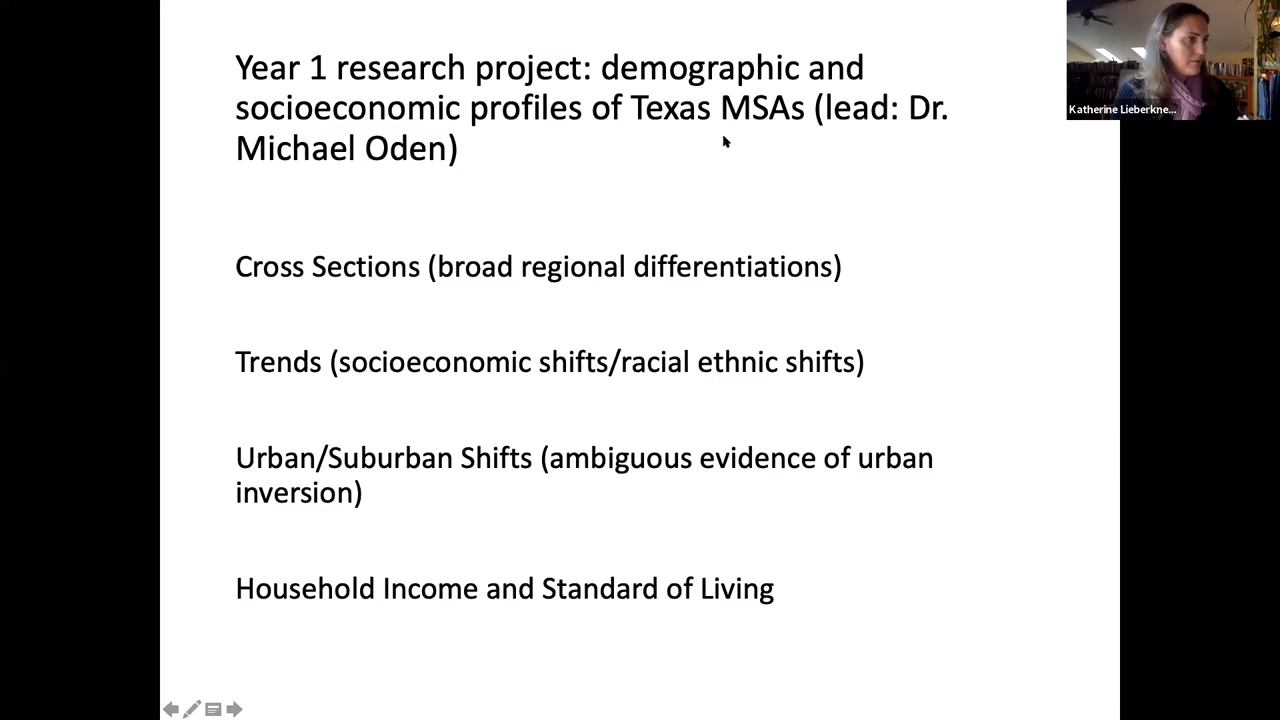 Year 1 research project: demographic and
socioeconomic profiles of Texas MSAs (lead: Dr.
Michael Oden)
Katherine Lieberkne...
Cross Sections (broad regional differentiations)
Trends (socioeconomic shifts/racial ethnic shifts)
Urban/Suburban Shifts (ambiguous evidence of urban
inversion)
Household Income and Standard of Living